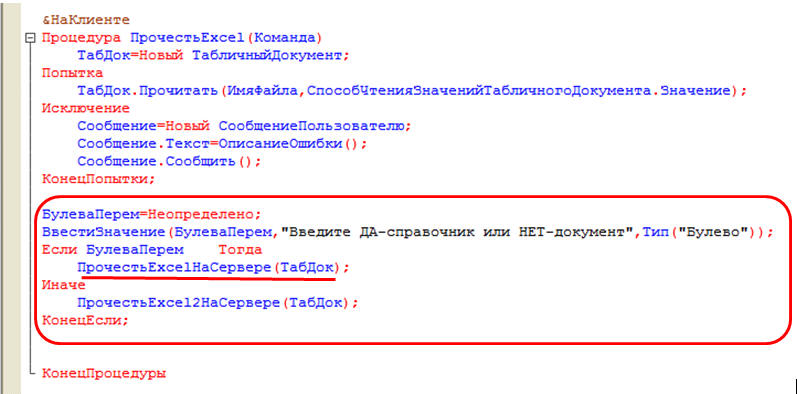 &НаКлиенте
Процедура ПрочестьExcel(Команда)
ТабДок=Новый ТабличныйДокумент;
Попытка
ТабДок.Прочитать(ИмяФайла,СпособЧтенияЗначенийТабличногоДокумента.Значение);
Исключение
Сообщение=Новый СообщениеПользователю;
Сообщение.Текст=ОписаниеОшибки();
Сообщение.Сообщить();
КонецПопытки;
БулеваПерем=Неопределено;
ВвестиЗначение(БулеваПерем,"Введите ДА-справочник или НЕТ-документ",Тип("Булево"));
Если БулеваПерем    Тогда
ПрочестьExcelНаСервере(ТабДок);
Иначе
ПрочестьExcel2НаСервере(ТабДок);
КонецЕсли;
КонецПроцедуры